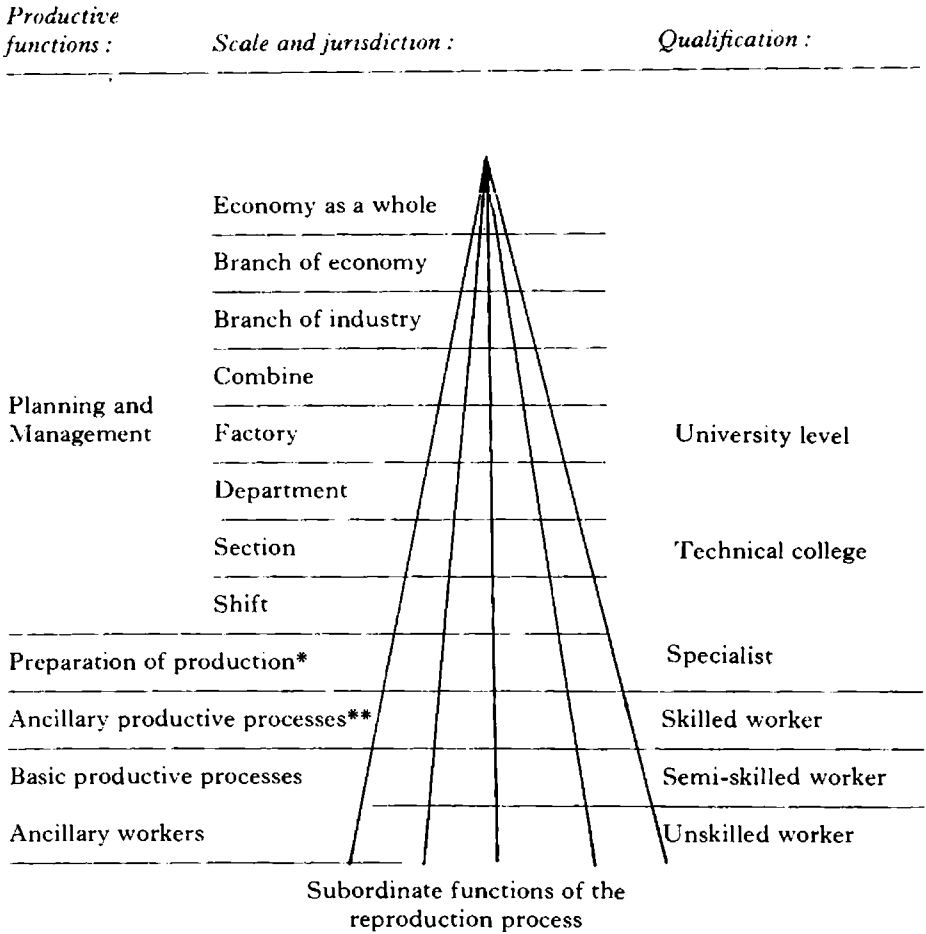 Productive
functions :
Scale and jurisdiction :
Qualification :
Economy as a whole
Branch of economy
Branch of industry
Combine
Planning and
Management
Factory
University level
Department
Section
Technical college
Shift
Preparation of production*
Specialist
Ancillary productive processes**
Skilled worker
Basic productive processes
Semi-skilled worker
Ancillary workers
Unskilled worker
Subordinate functions of the
reproduction process